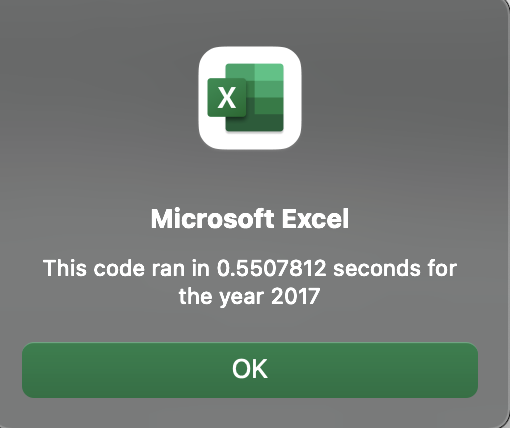 X
Microsoft Excel
This code ran in 0.5507812 seconds for
the year 2017
OK